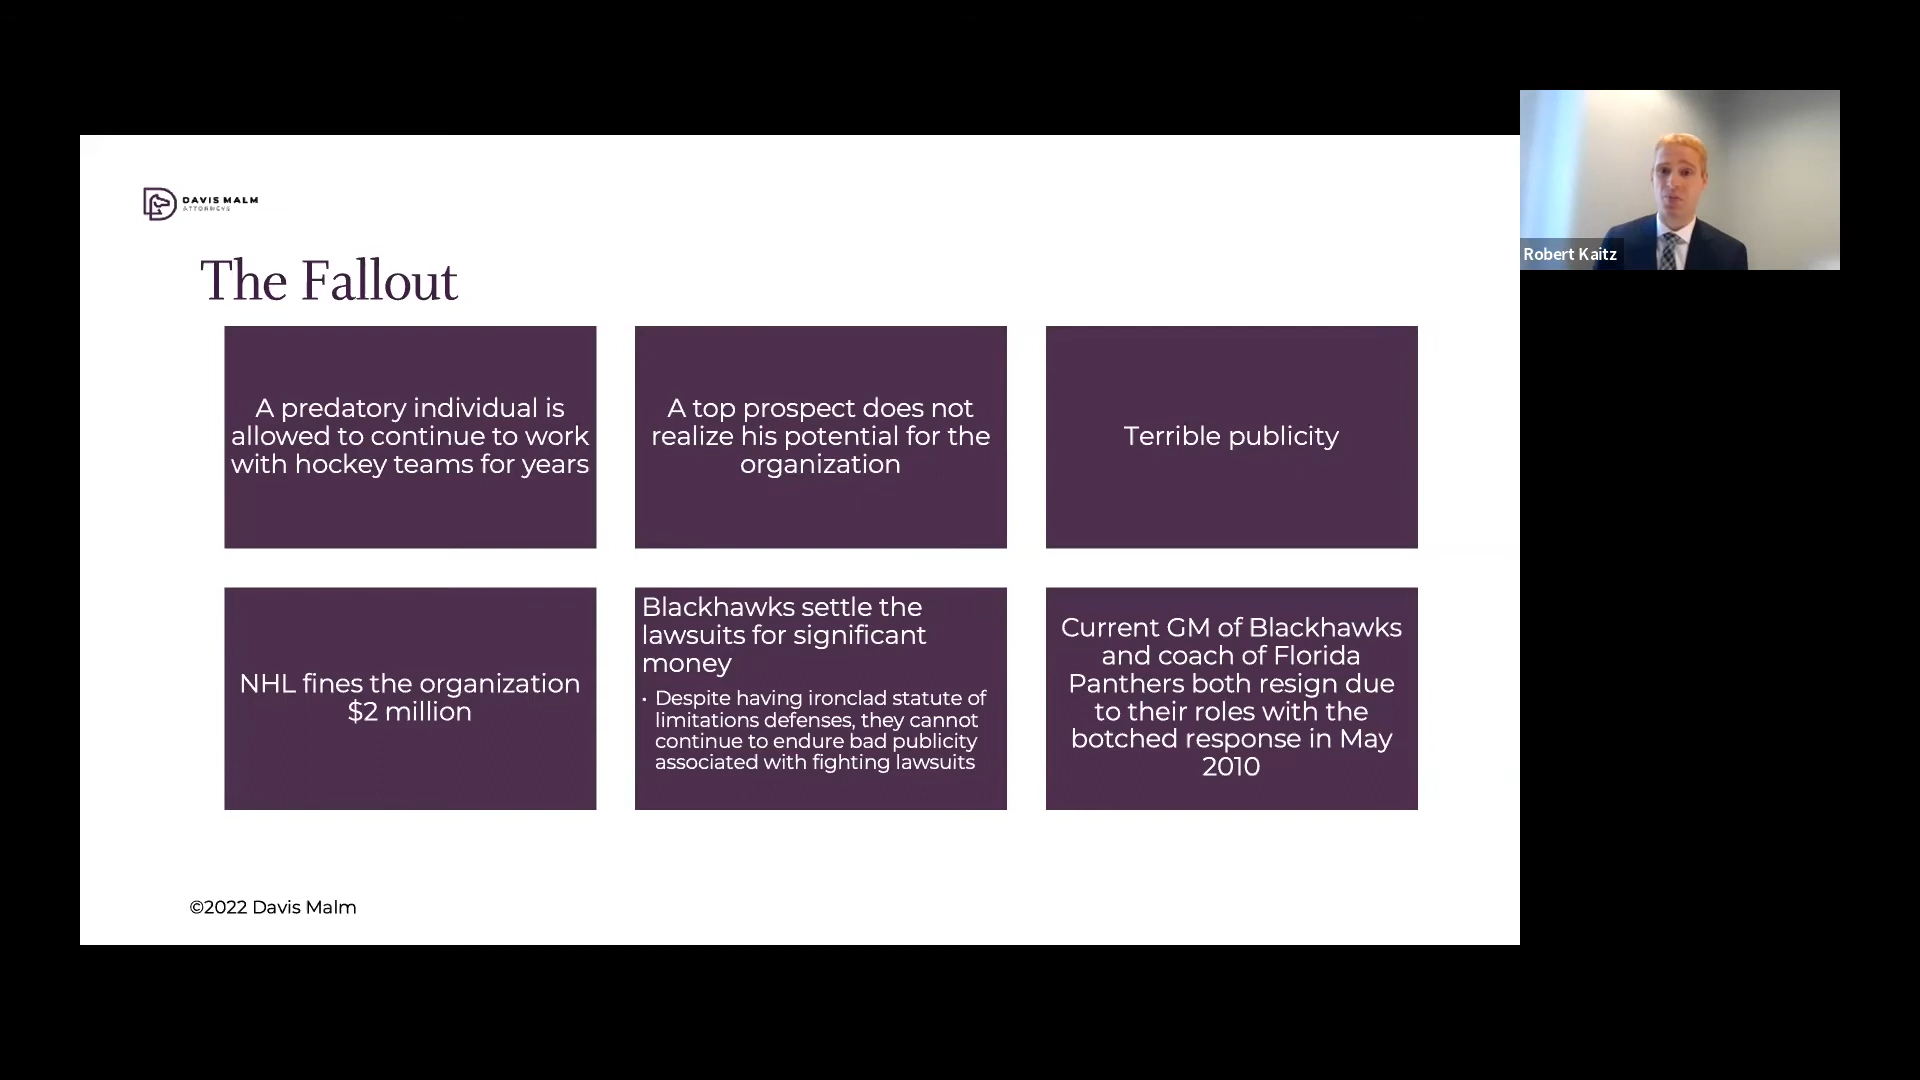 DAVIS MALM
ATTORNEYS
The Fallout
A predatory individual is
allowed to continue to work
with hockey teams for years
A top prospect does not
realize his potential for the
organization
Terrible publicity
NHL fines the organization
$2 million
Blackhawks settle the
lawsuits for significant
money
· Despite having ironclad statute of
limitations defenses, they cannot
continue to endure bad publicity
associated with fighting lawsuits
Current GM of Blackhawks
and coach of Florida
Panthers both resign due
to their roles with the
botched response in May
2010
©2022 Davis Malm
Robert Kaitz